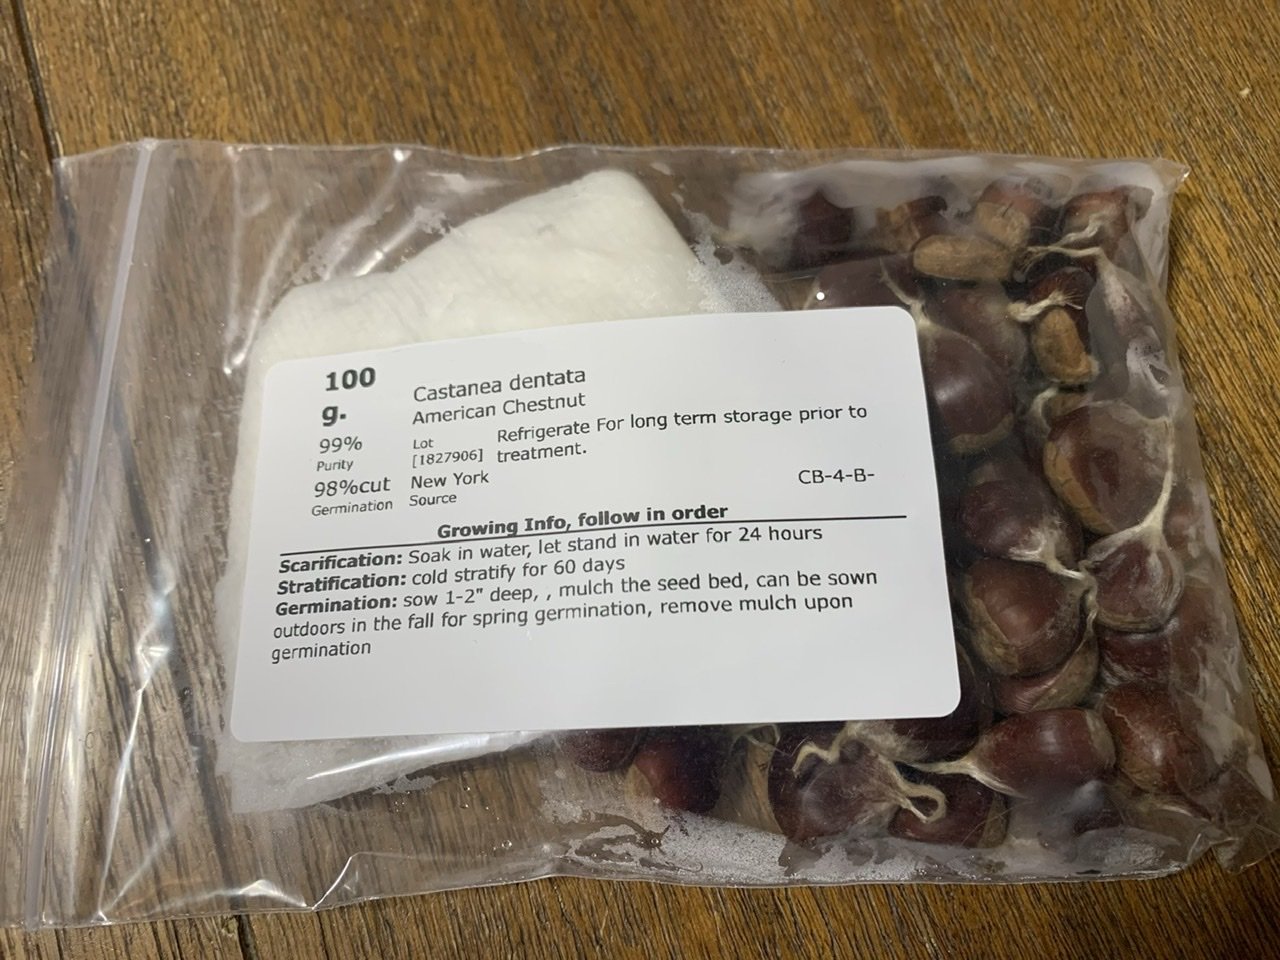 100 g.
Castanea dentata
American Chestnut
99%
Purity
Lot
[1827906]
Refrigerate For long term storage prior to
treatment.
98%cut
Germination
New York
Source
CB-4-B-
Growing Info, follow in order
Scarification: Soak in water, let stand in water for 24 hours
Stratification: cold stratify for 60 days
Germination: sow 1-2" deep, , mulch the seed bed, can be sown
outdoors in the fall for spring germination, remove mulch upon
germination